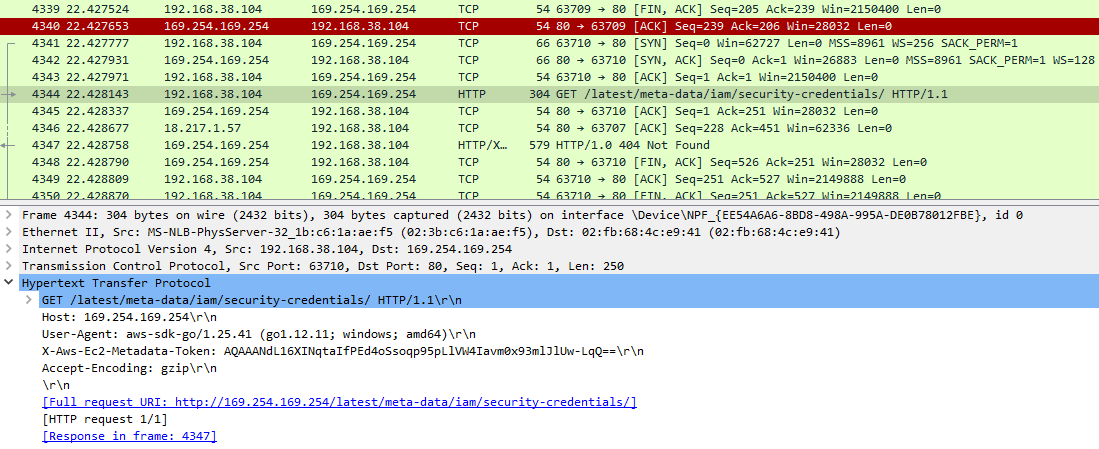 4339 22.427524 192.168.38.104 169.254.169.254 TCP 54 63709 → 80 [FIN, ACK] Seq=205 Ack=239 Win=2150400 Len=0
4340 22.427653 169.254.169.254 192.168.38.104 TCP 54 80 → 63709 [ACK] Seq=239 Ack=206 Win=28032 Len=0
4341 22.427777 192.168.38.104 169.254.169.254 TCP 66 63710 → 80 [SYN] Seq=0 Win=62727 Len=0 MSS=8961 WS=256 SACK_PERM=1
4342 22.427931 169.254.169.254 192.168.38.104 TCP 66 80 → 63710 [SYN, ACK] Seq=0 Ack=1 Win=26883 Len=0 MSS=8961 SACK_PERM=1 WS=128
4343 22.427971 192.168.38.104 169.254.169.254 TCP 54 63710 → 80 [ACK] Seq=1 Ack=1 Win=2150400 Len=0
4344 22.428143 192.168.38.104 169.254.169.254 HTTP 304 GET /latest/meta-data/iam/security-credentials/ HTTP/1.1
4345 22.428337 169.254.169.254 192.168.38.104 TCP 54 80 → 63710 [ACK] Seq=1 Ack=251 Win=28032 Len=0
4346 22.428677 18.217.1.57 192.168.38.104 TCP 54 80 → 63707 [ACK] Seq=228 Ack=451 Win=62336 Len=0
4347 22.428758 169.254.169.254 192.168.38.104 HTTP/X… 579 HTTP/1.0 404 Not Found
4348 22.428790 169.254.169.254 192.168.38.104 TCP 54 80 → 63710 [FIN, ACK] Seq=526 Ack=251 Win=28032 Len=0
4349 22.428809 192.168.38.104 169.254.169.254 TCP 54 63710 → 80 [ACK] Seq=251 Ack=527 Win=2149888 Len=0
4350 22.428870 192.168.38.104 169.254.169.254 TCP 54 63710 → 80 [FIN, ACK] Seq=251 Ack=527 Win=2149888 Len=0
Frame 4344: 304 bytes on wire (2432 bits), 304 bytes captured (2432 bits) on interface \Device\NPF_{EE54A6A6-8BD8-498A-995A-DE0B78012FBE}, id 0
Ethernet II, Src: MS-NLB-PhysServer-32_1b:c6:1a:ae:f5 (02:3b:c6:1a:ae:f5), Dst: 02:fb:68:4c:e9:41 (02:fb:68:4c:e9:41)
Internet Protocol Version 4, Src: 192.168.38.104, Dst: 169.254.169.254
Transmission Control Protocol, Src Port: 63710, Dst Port: 80, Seq: 1, Ack: 1, Len: 250
Hypertext Transfer Protocol
GET /latest/meta-data/iam/security-credentials/ HTTP/1.1\r\n
Host: 169.254.169.254\r\n
User-Agent: aws-sdk-go/1.25.41 (go1.12.11; windows; amd64)\r\n
X-Aws-Ec2-Metadata-Token: AQAAANdL16XINqtaIfPEd4oSsoqp95pLlVW4Iavm0x93mlJlUw-LqQ==\r\n
Accept-Encoding: gzip\r\n
\r\n
[Full request URI: http://169.254.169.254/latest/meta-data/iam/security-credentials/]
[HTTP request 1/1]
[Response in frame: 4347]